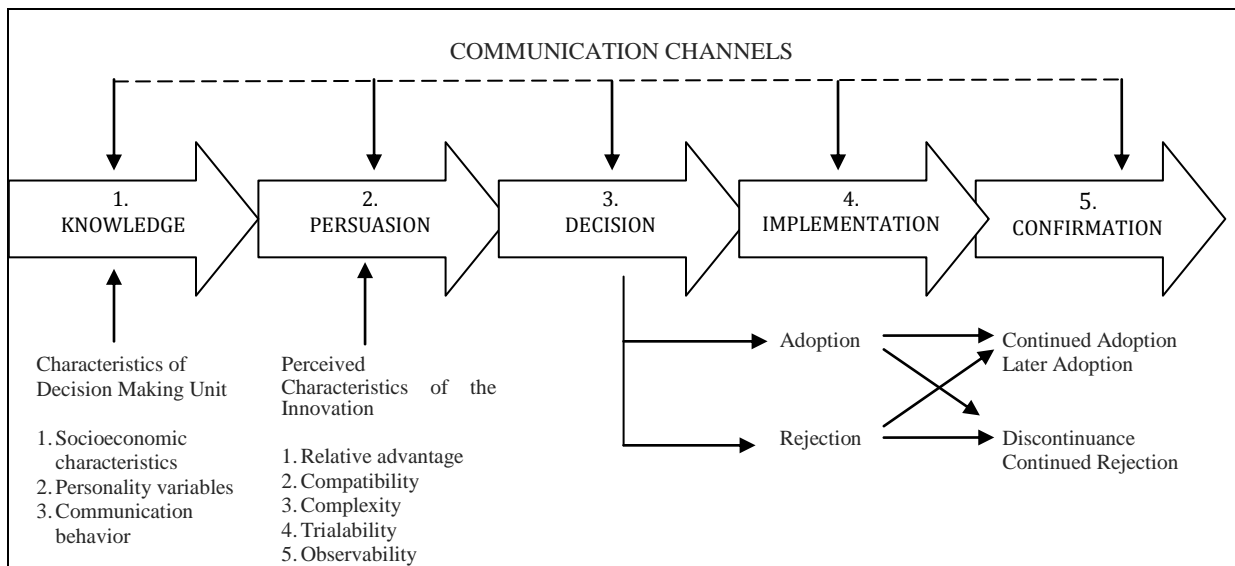 COMMUNICATION CHANNELS
1.
KNOWLEDGE
2.
PERSUASION
3.
DECISION
4.
IMPLEMENTATION
5.
CONFIRMATION
Characteristics of
Decision Making Unit
1. Socioeconomic
characteristics
2. Personality variables
3. Communication
behavior
Perceived
Characteristics of the
Innovation
1. Relative advantage
2. Compatibility
3. Complexity
4. Trialability
5. Observability
Adoption
Rejection
Continued Adoption
Later Adoption
Discontinuance
Continued Rejection